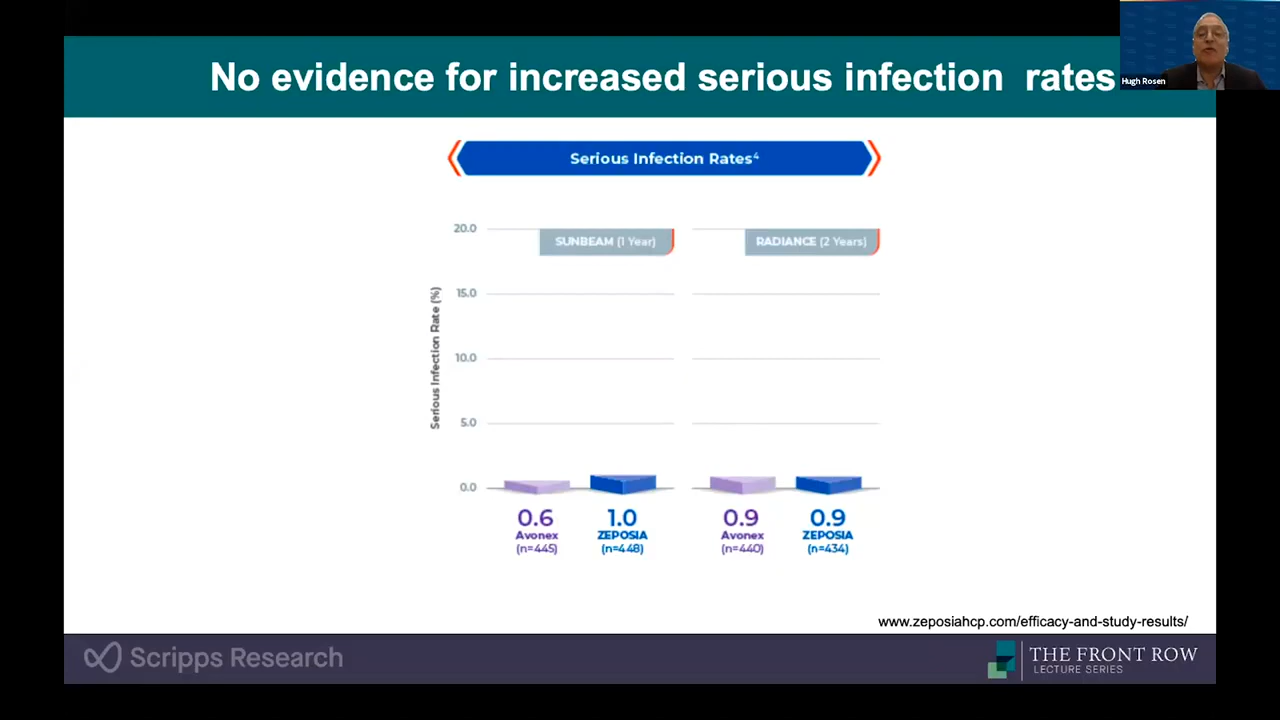 No evidence for increased serious infection rates
Hugh Rosen
Serious Infection Rates⁴
Serious Infection Rate (%)
20.0
15.0
10.0
5.0
0.0
SUNBEAM (1 Year)
RADIANCE (2 Years)
0.6
Avonex
(n=445)
1.0
ZEPOSIA
(n=448)
0.9
Avonex
(n=440)
0.9
ZEPOSIA
(n=434)
www.zeposiahcp.com/efficacy-and-study-results/
Scripps Research
THE FRONT ROW
LECTURE SERIES